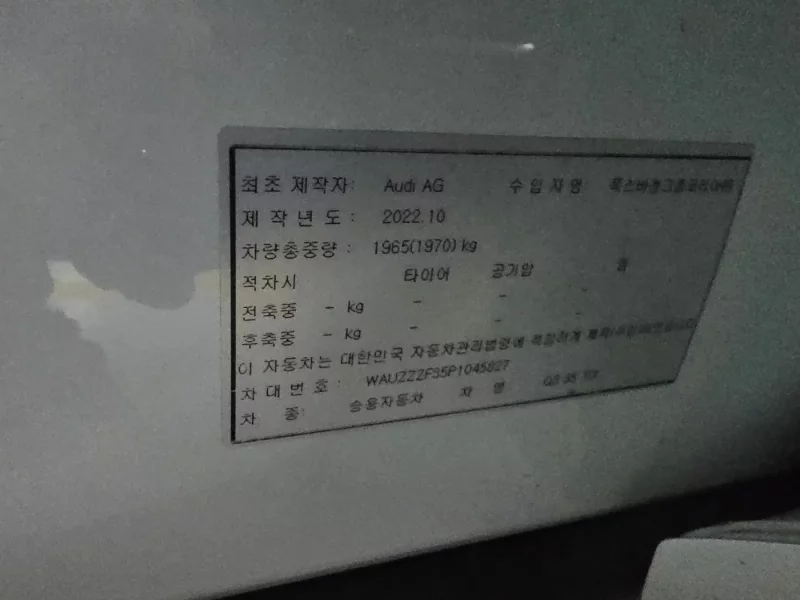 최초 제작자: Audi AG 수입자명: 폭스바겐그룹코리아㈜
제작년도: 2022.10
차량총중량: 1965(1970) kg
적차시 타이어 공기압 림
전축중 - kg - - -
후축중 - kg - - -
이 자동차는 대한민국 자동차관리법령에 적합하게 제작/수입되었습니다
차대번호: WAUZZZF35P1045827
차종: 승용자동차 차명